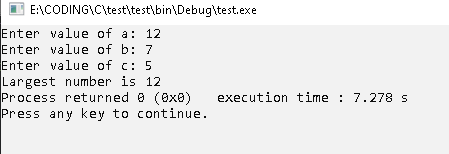 E:\CODING\C\test\test\bin\Debug\test.exe
Enter value of a: 12
Enter value of b: 7
Enter value of c: 5
Largest number is 12
Process returned 0 (0x0)   execution time : 7.278 s
Press any key to continue.